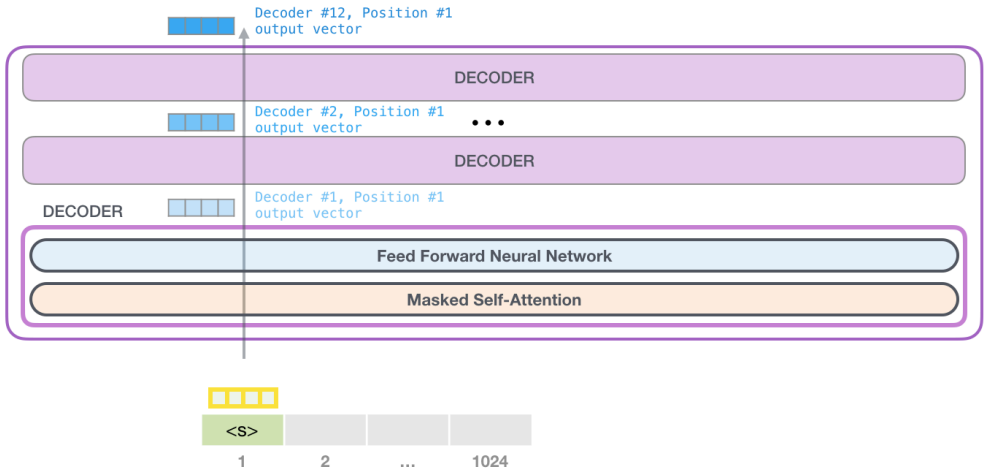 Decoder #12, Position #1
output vector
DECODER
Decoder #2, Position #1
output vector
...
DECODER
Decoder #1, Position #1
output vector
DECODER
Feed Forward Neural Network
Masked Self-Attention
<s>
1 2 ... 1024